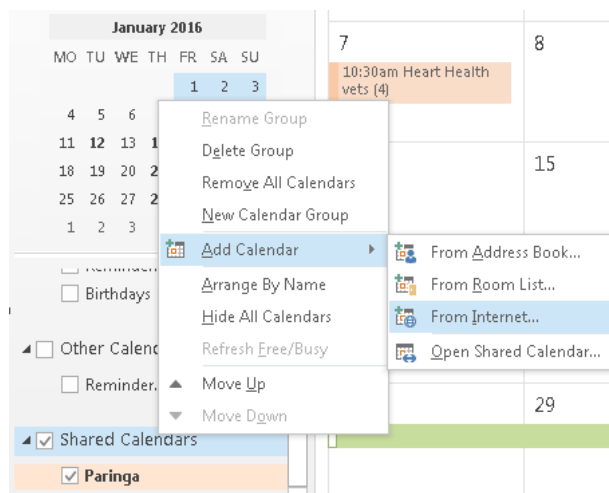 January 2016
MO TU WE TH FR SA SU
1 2 3
4 5 6
11 12 13 1
18 19 20 2
25 26 27 2
1 2 3
Birthdays
Other Calend
Reminder.
Shared Calendars
Paringa
Rename Group
Delete Group
Remove All Calendars
New Calendar Group
Add Calendar
Arrange By Name
Hide All Calendars
Refresh Free/Busy
Move Up
Move Down
From Address Book...
From Room List...
From Internet...
Open Shared Calendar...
7
8
10:30am Heart Health
vets (4)
15
29